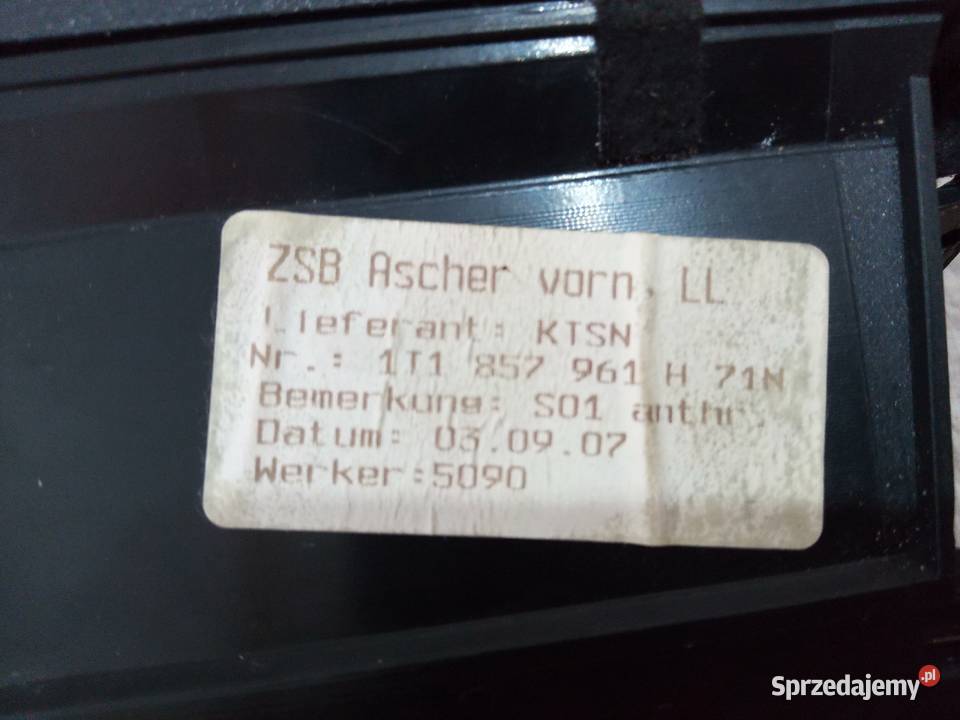 ZSB Ascher vorn, LL
Lieferant: KTSN
Nr.: 1T1 857 961 H 71N
Bemerkung: S01 anthr.
Datum: 03.09.07
Werker:5090
Sprzedajemy.pl